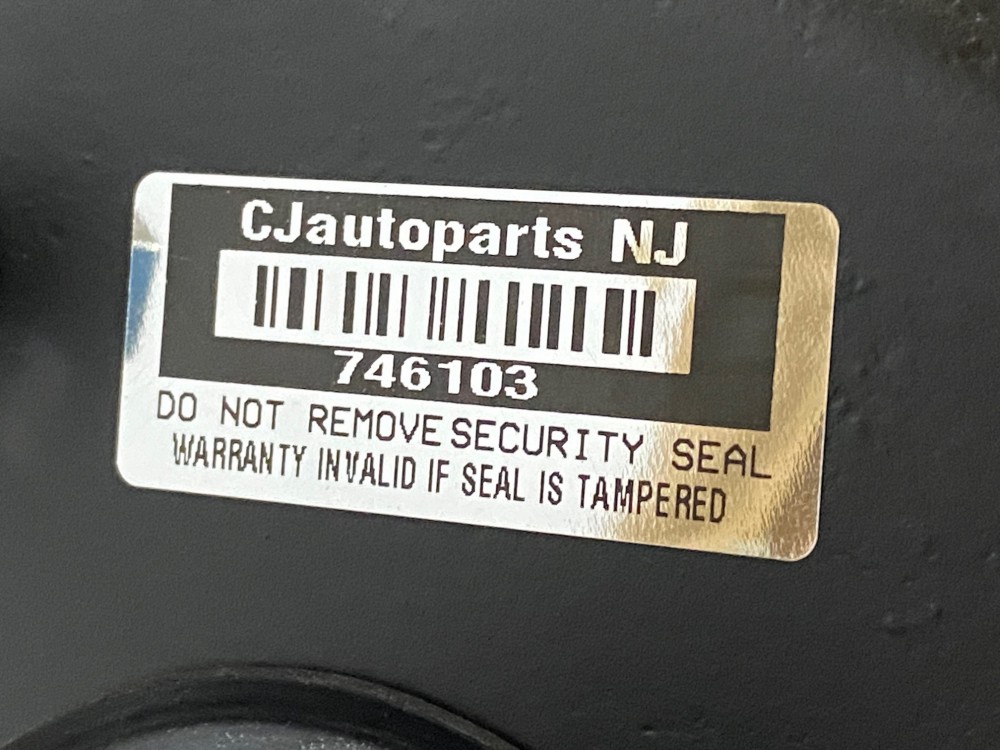 CJautoparts NJ
746103
DO NOT REMOVE SECURITY SEAL
WARRANTY INVALID IF SEAL IS TAMPERED